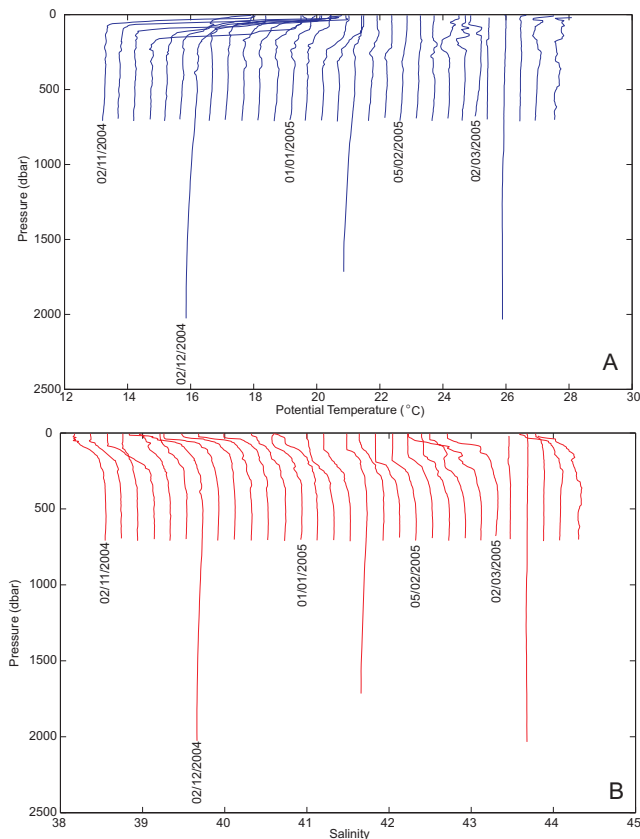 0
500
1000
1500
2000
2500
Pressure (dbar)
02/11/2004
01/01/2005
05/02/2005
02/03/2005
02/12/2004
A
12 14 16 18 20 22 24 26 28 30
Potential Temperature (°C)
0
500
1000
1500
2000
2500
Pressure (dbar)
02/11/2004
01/01/2005
05/02/2005
02/03/2005
02/12/2004
B
38 39 40 41 42 43 44 45
Salinity